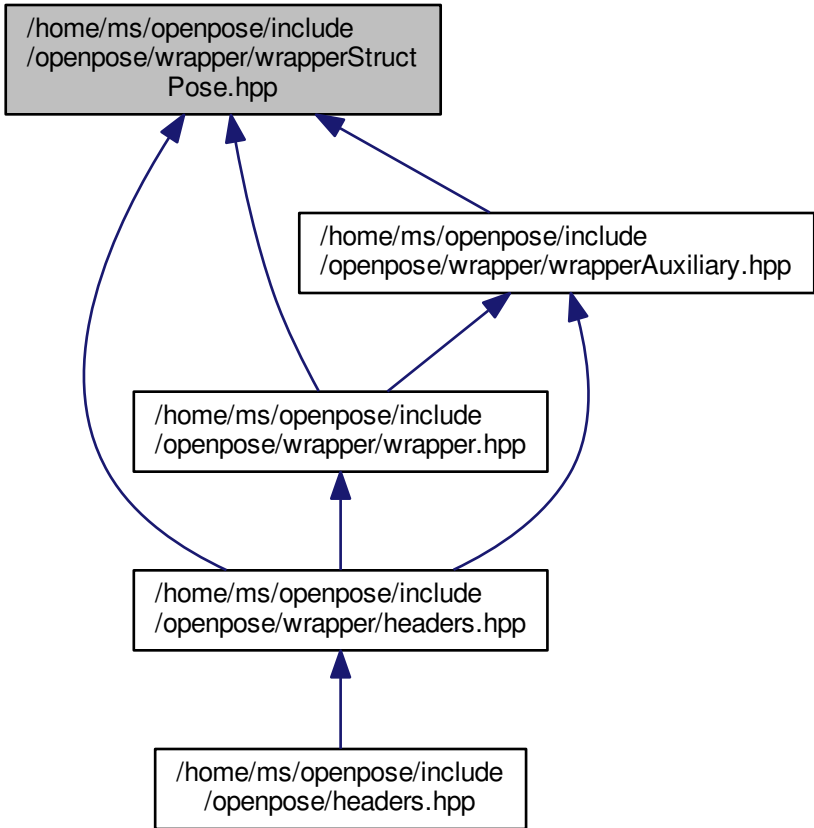 /home/ms/openpose/include
/openpose/wrapper/wrapperStruct
Pose.hpp
/home/ms/openpose/include
/openpose/wrapper/wrapperAuxiliary.hpp
/home/ms/openpose/include
/openpose/wrapper/wrapper.hpp
/home/ms/openpose/include
/openpose/wrapper/headers.hpp
/home/ms/openpose/include
/openpose/headers.hpp